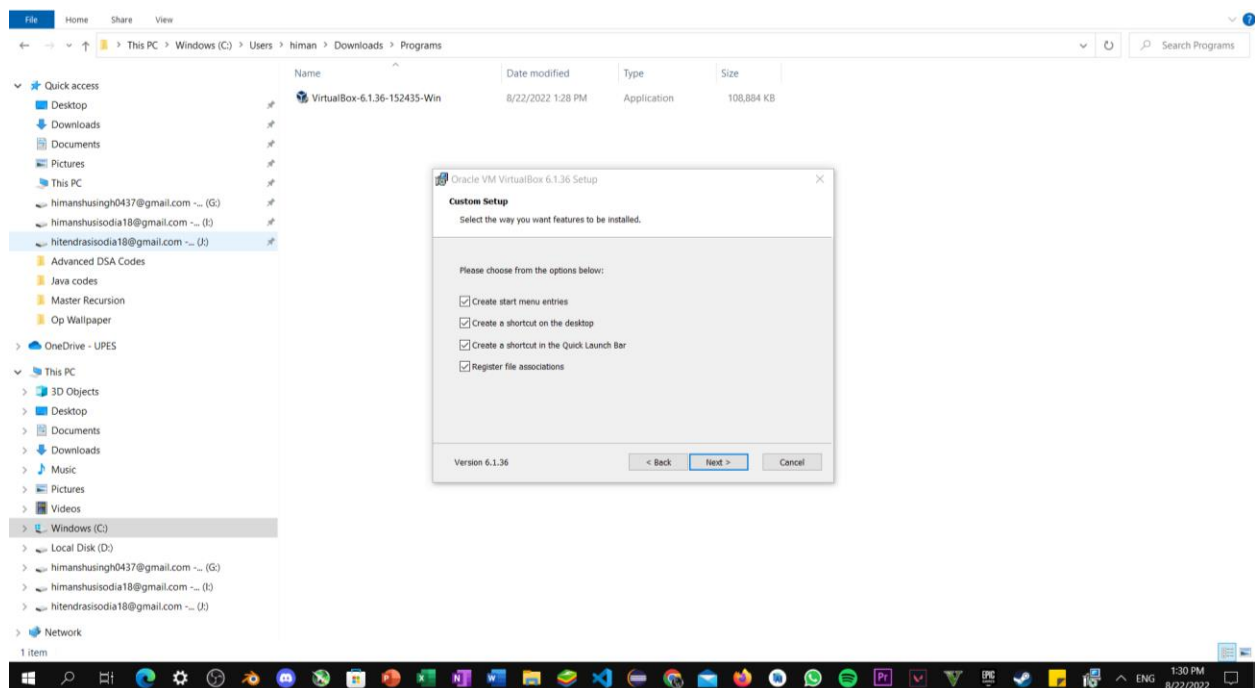 File Home Share View
This PC > Windows (C:) > Users > himan > Downloads > Programs
Search Programs
Name Date modified Type Size
VirtualBox-6.1.36-152435-Win 8/22/2022 1:28 PM Application 108,884 KB
Quick access
Desktop
Downloads
Documents
Pictures
This PC
himanshusingh0437@gmail.com -... (G:)
himanshusisodia18@gmail.com -... (I:)
hitendrasisodia18@gmail.com -... (J:)
Advanced DSA Codes
Java codes
Master Recursion
Op Wallpaper
OneDrive - UPES
This PC
3D Objects
Desktop
Documents
Downloads
Music
Pictures
Videos
Windows (C:)
Local Disk (D:)
himanshusingh0437@gmail.com -... (G:)
himanshusisodia18@gmail.com -... (I:)
hitendrasisodia18@gmail.com -... (J:)
Network
1 item
Oracle VM VirtualBox 6.1.36 Setup
Custom Setup
Select the way you want features to be installed.
Please choose from the options below:
Create start menu entries
Create a shortcut on the desktop
Create a shortcut in the Quick Launch Bar
Register file associations
Version 6.1.36 < Back Next > Cancel
Pr EPIC ENG 1:30 PM
8/22/2022